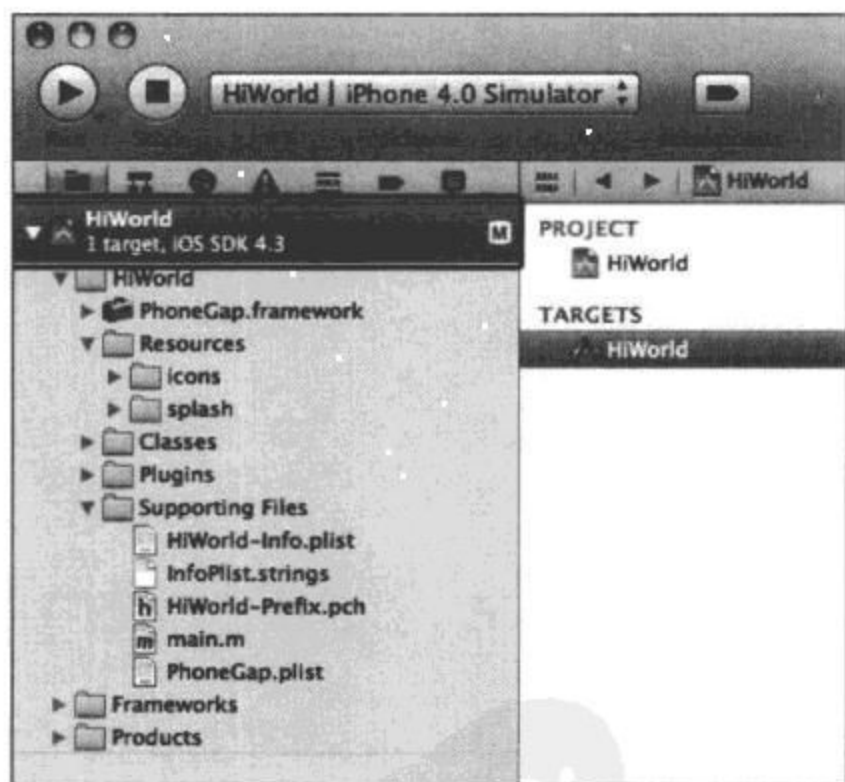 HiWorld | iPhone 4.0 Simulator
HiWorld
HiWorld
1 target, iOS SDK 4.3
M
HiWorld
PhoneGap.framework
Resources
icons
splash
Classes
Plugins
Supporting Files
HiWorld-Info.plist
InfoPlist.strings
h HiWorld-Prefix.pch
m main.m
PhoneGap.plist
Frameworks
Products
PROJECT
HiWorld
TARGETS
HiWorld